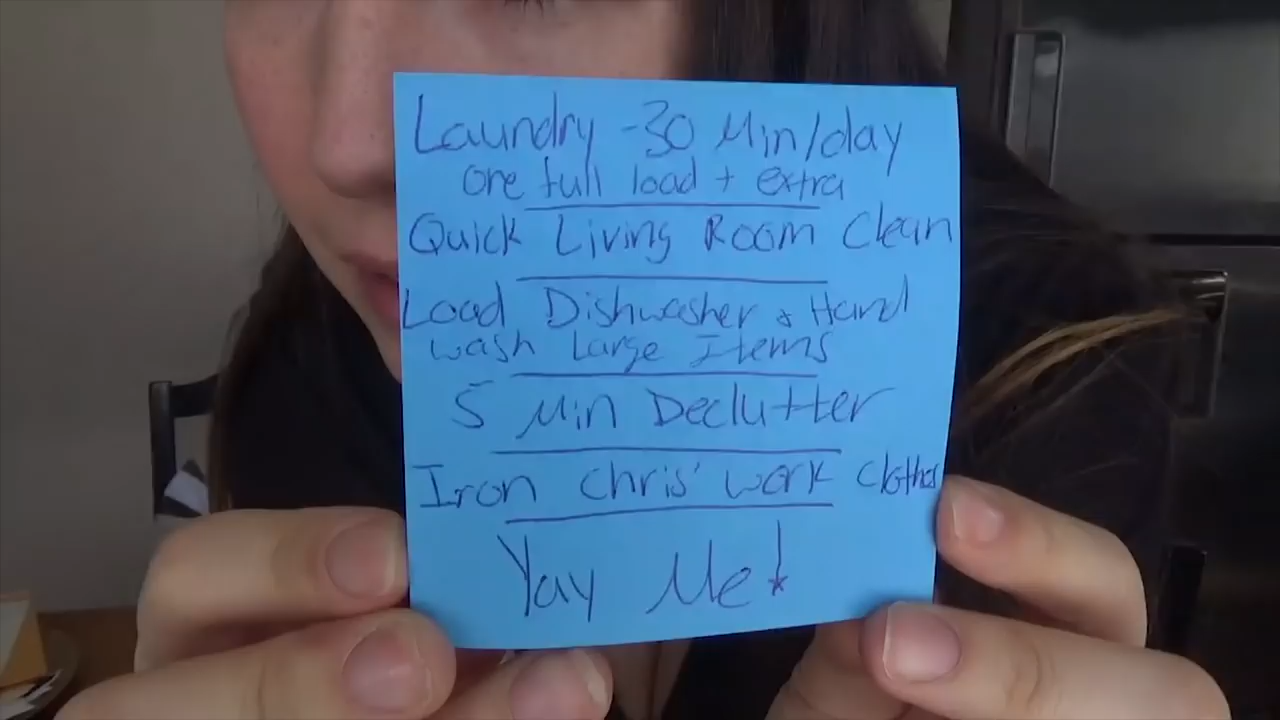 Laundry -30 Min/day
one full load + extra
Quick Living Room Clean
Load Dishwasher & Hand
wash Large Items
5 Min Declutter
Iron Chris' work clothes
Yay Me!